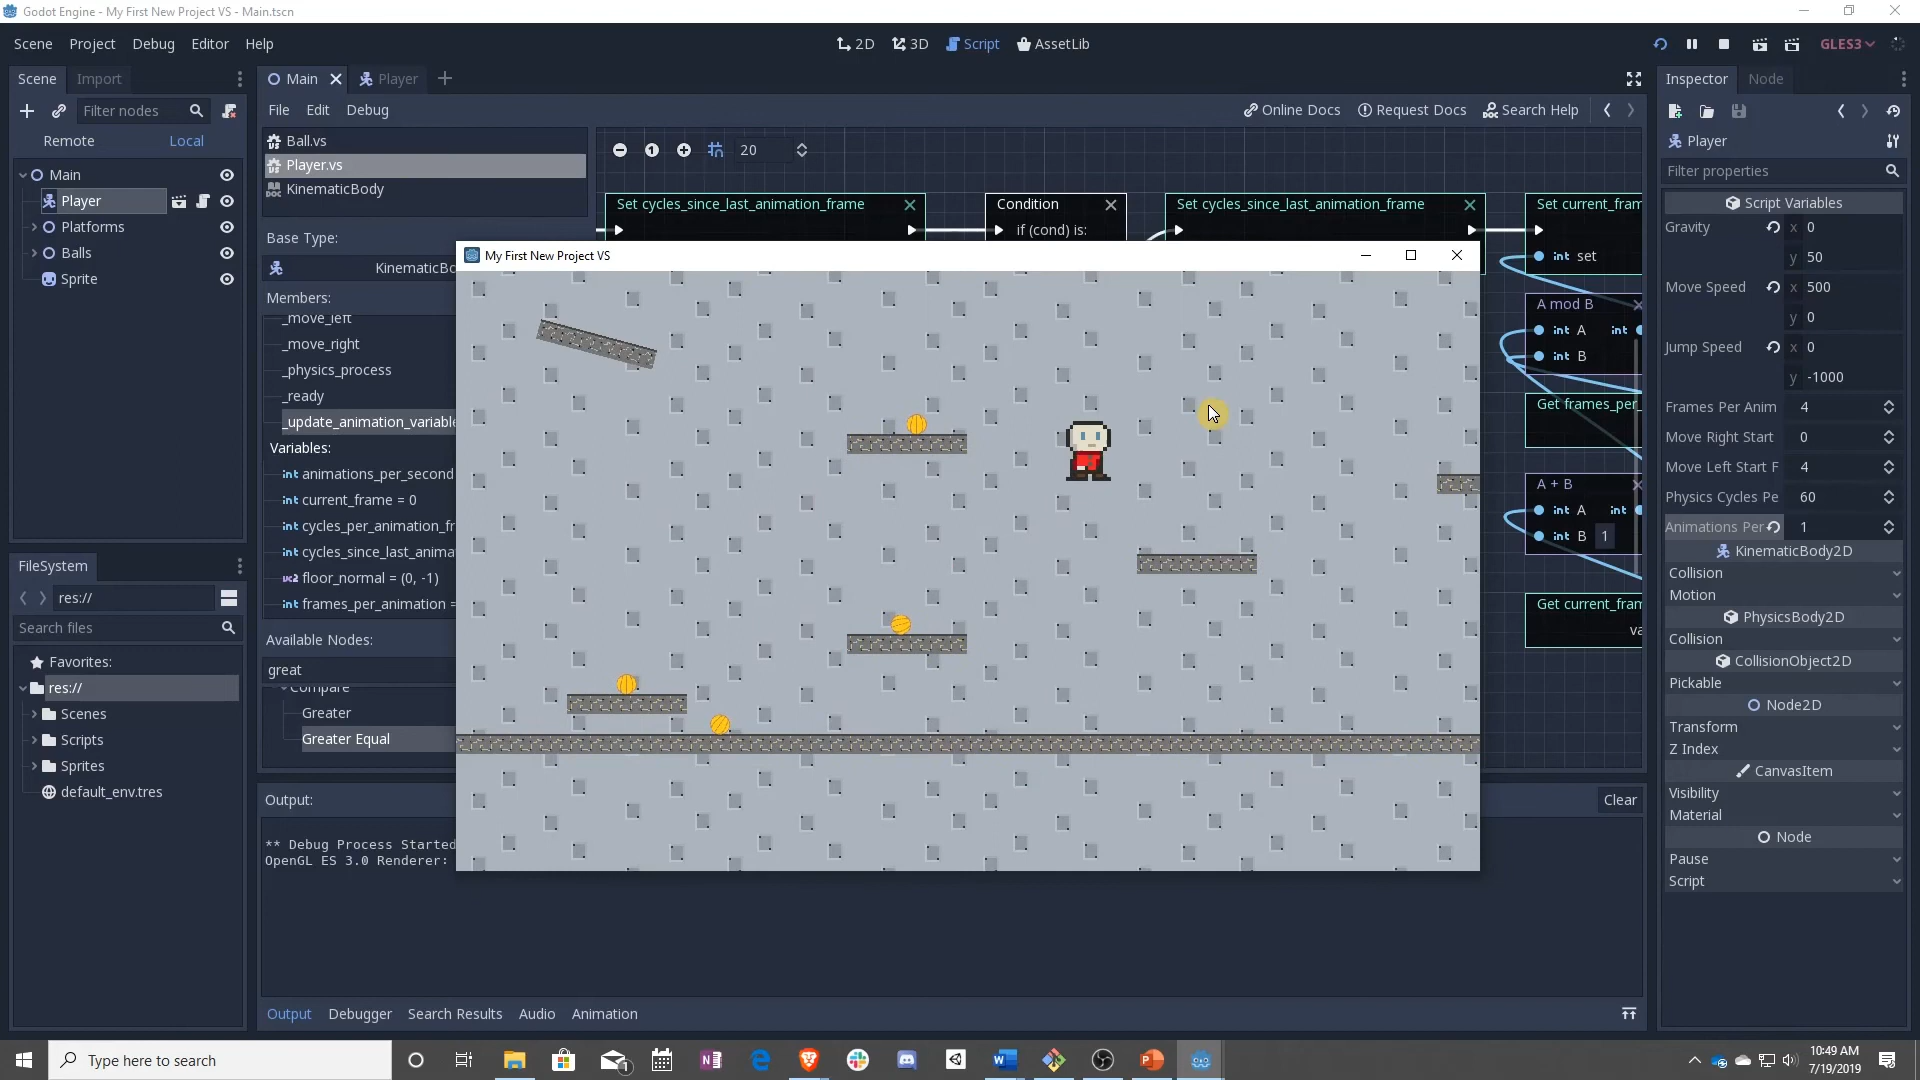 Godot Engine - My First New Project VS - Main.tscn
Scene Project Debug Editor Help
2D 3D Script AssetLib
GLES3
Scene Import
Main Player
Inspector Node
Filter nodes
File Edit Debug
Online Docs Request Docs Search Help
Remote Local
Ball.vs
Player.vs
KinematicBody
20
Player
Filter properties
Main
Player
Platforms
Balls
Sprite
Base Type:
KinematicBo
Members:
_move_left
_move_right
_physics_process
_ready
_update_animation_variable
Variables:
int animations_per_second
int current_frame = 0
int cycles_per_animation_fr
int cycles_since_last_anima
floor_normal = (0, -1)
int frames_per_animation =
Available Nodes:
great
Compare
Greater
Greater Equal
Set cycles_since_last_animation_frame
Condition
if (cond) is:
Set cycles_since_last_animation_frame
Set current_fram
int set
A mod B
int A int
int B
Get frames_per_
A + B
int A int
int B 1
Get current_fram
va
My First New Project VS
Script Variables
Gravity x 0
y 50
Move Speed x 500
y 0
Jump Speed x 0
y -1000
Frames Per Anim 4
Move Right Start 0
Move Left Start F 4
Physics Cycles Pe 60
Animations Per 1
KinematicBody2D
Collision
Motion
PhysicsBody2D
Collision
CollisionObject2D
Pickable
Node2D
Transform
Z Index
CanvasItem
Visibility
Material
Node
Pause
Script
FileSystem
res://
Search files
Favorites:
res://
Scenes
Scripts
Sprites
default_env.tres
Output:
Clear
** Debug Process Started
OpenGL ES 3.0 Renderer:
Output Debugger Search Results Audio Animation
Type here to search
10:49 AM
7/19/2019